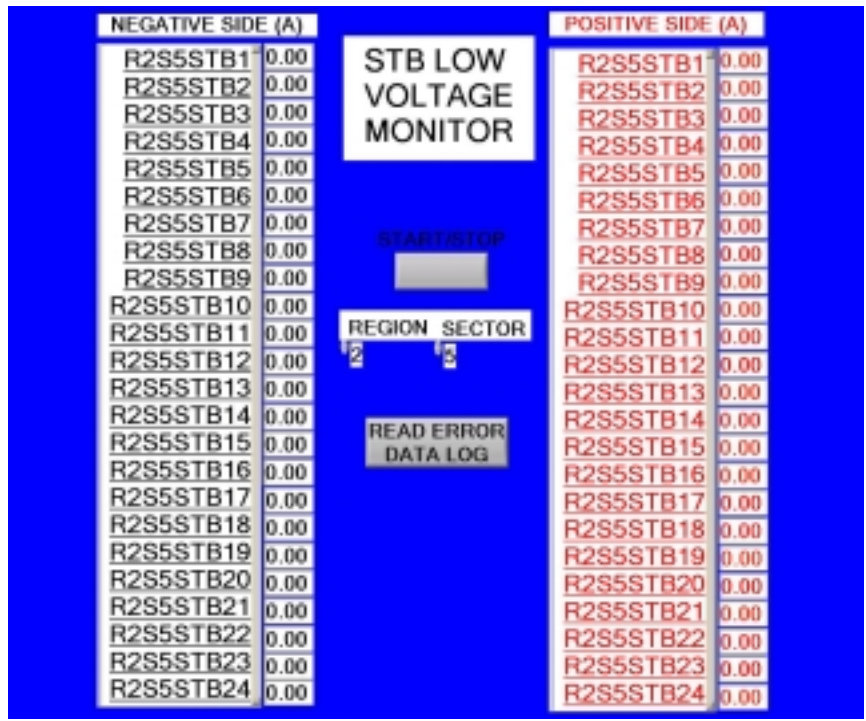 NEGATIVE SIDE (A)
R2S5STB1 0.00
R2S5STB2 0.00
R2S5STB3 0.00
R2S5STB4 0.00
R2S5STB5 0.00
R2S5STB6 0.00
R2S5STB7 0.00
R2S5STB8 0.00
R2S5STB9 0.00
R2S5STB10 0.00
R2S5STB11 0.00
R2S5STB12 0.00
R2S5STB13 0.00
R2S5STB14 0.00
R2S5STB15 0.00
R2S5STB16 0.00
R2S5STB17 0.00
R2S5STB18 0.00
R2S5STB19 0.00
R2S5STB20 0.00
R2S5STB21 0.00
R2S5STB22 0.00
R2S5STB23 0.00
R2S5STB24 0.00
STB LOW
VOLTAGE
MONITOR
START/STOP
REGION SECTOR
2 5
READ ERROR
DATA LOG
POSITIVE SIDE (A)
R2S5STB1 0.00
R2S5STB2 0.00
R2S5STB3 0.00
R2S5STB4 0.00
R2S5STB5 0.00
R2S5STB6 0.00
R2S5STB7 0.00
R2S5STB8 0.00
R2S5STB9 0.00
R2S5STB10 0.00
R2S5STB11 0.00
R2S5STB12 0.00
R2S5STB13 0.00
R2S5STB14 0.00
R2S5STB15 0.00
R2S5STB16 0.00
R2S5STB17 0.00
R2S5STB18 0.00
R2S5STB19 0.00
R2S5STB20 0.00
R2S5STB21 0.00
R2S5STB22 0.00
R2S5STB23 0.00
R2S5STB24 0.00